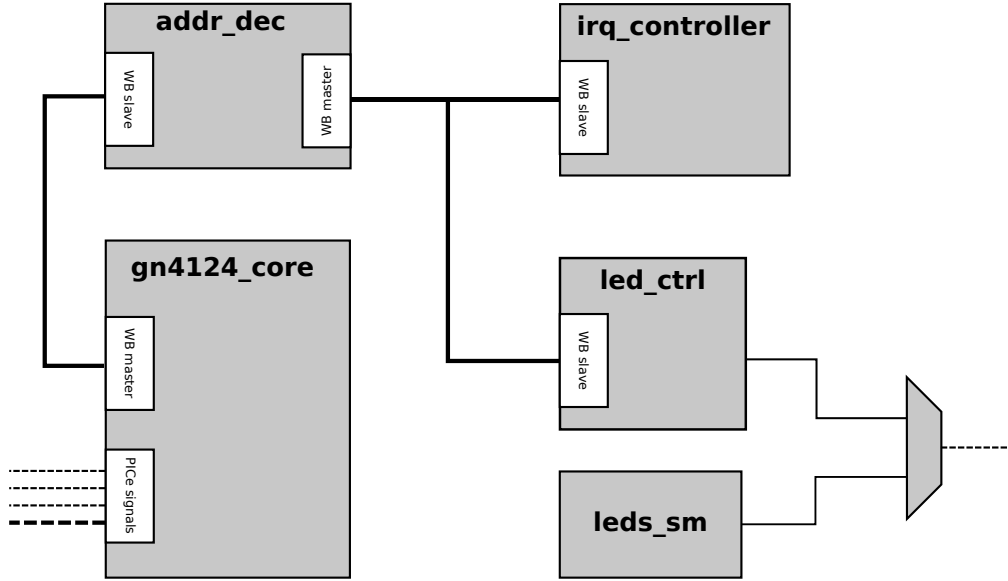 addr_dec
WB slave
WB master
irq_controller
WB slave
gn4124_core
WB master
PICe signals
led_ctrl
WB slave
leds_sm